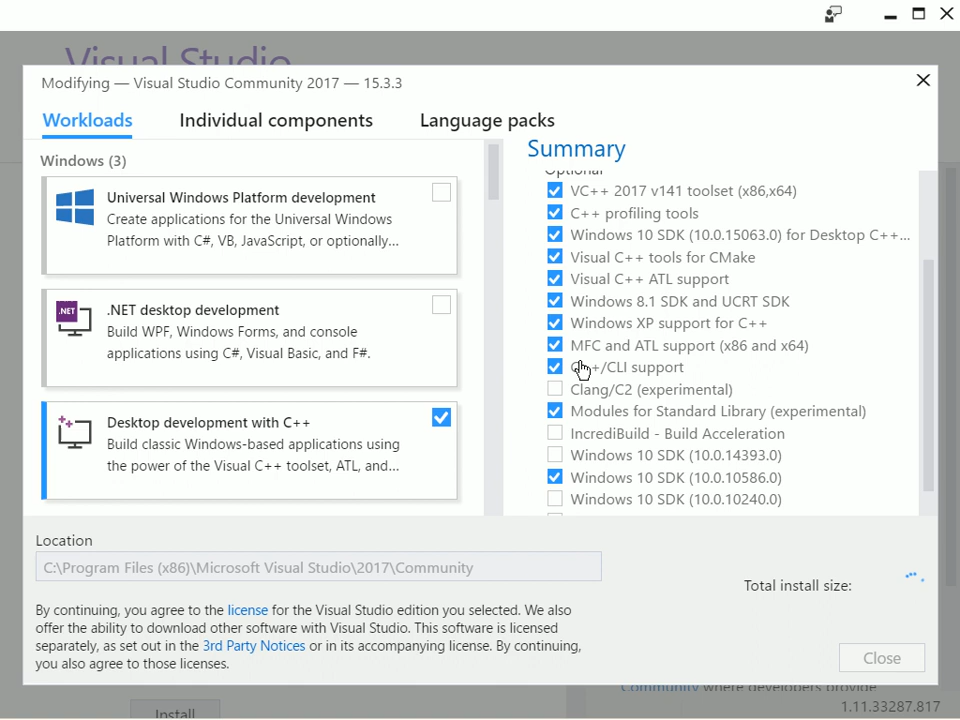 Visual Studio
Modifying — Visual Studio Community 2017 — 15.3.3
Workloads
Individual components
Language packs
Windows (3)
Universal Windows Platform development
Create applications for the Universal Windows
Platform with C#, VB, JavaScript, or optionally...
.NET
.NET desktop development
Build WPF, Windows Forms, and console
applications using C#, Visual Basic, and F#.
Desktop development with C++
Build classic Windows-based applications using
the power of the Visual C++ toolset, ATL, and...
Summary
Optional
VC++ 2017 v141 toolset (x86,x64)
C++ profiling tools
Windows 10 SDK (10.0.15063.0) for Desktop C++...
Visual C++ tools for CMake
Visual C++ ATL support
Windows 8.1 SDK and UCRT SDK
Windows XP support for C++
MFC and ATL support (x86 and x64)
C++/CLI support
Clang/C2 (experimental)
Modules for Standard Library (experimental)
IncrediBuild - Build Acceleration
Windows 10 SDK (10.0.14393.0)
Windows 10 SDK (10.0.10586.0)
Windows 10 SDK (10.0.10240.0)
Location
C:\Program Files (x86)\Microsoft Visual Studio\2017\Community
By continuing, you agree to the license for the Visual Studio edition you selected. We also
offer the ability to download other software with Visual Studio. This software is licensed
separately, as set out in the 3rd Party Notices or in its accompanying license. By continuing,
you also agree to those licenses.
Total install size:
Close
Community where developers provide
Install
1.11.33287.817